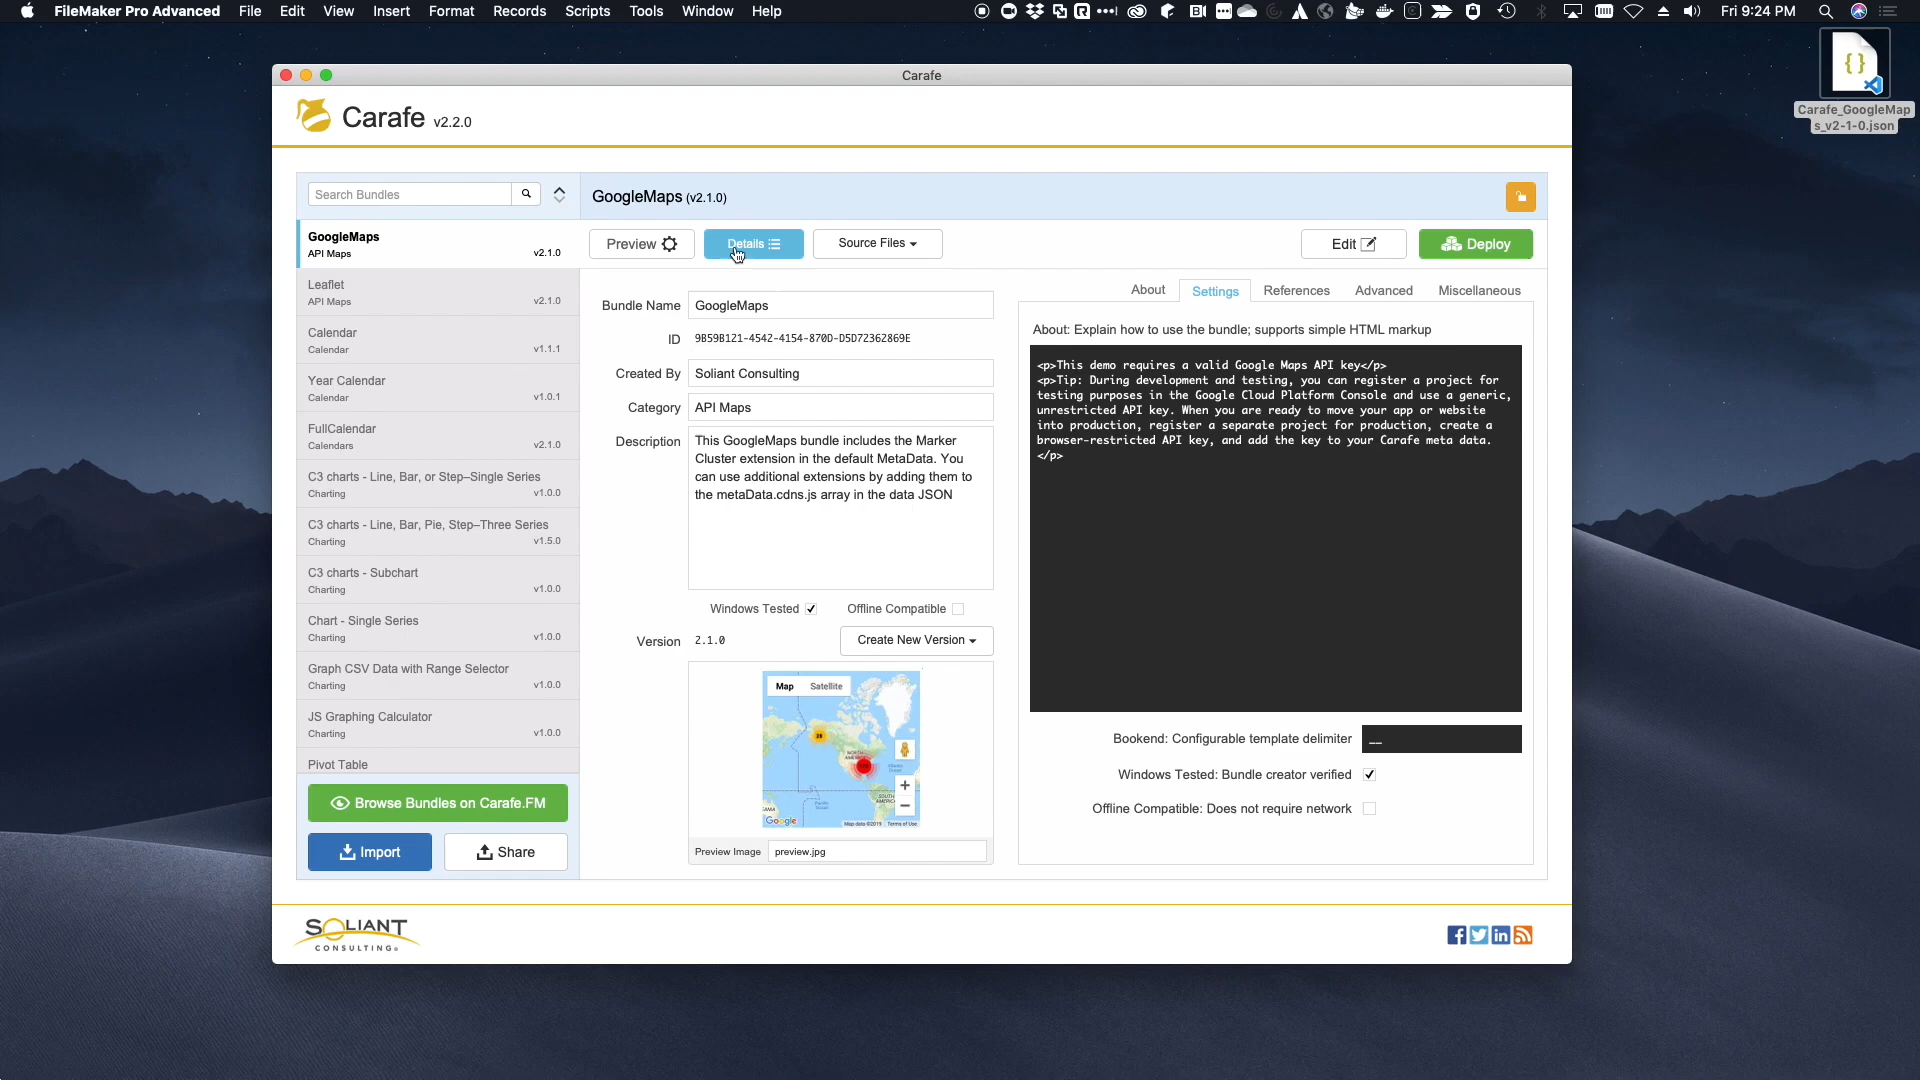 FileMaker Pro Advanced File Edit View Insert Format Records Scripts Tools Window Help Fri 9:24 PM
Carafe_GoogleMap
s_v2-1-0.json
Carafe
Carafe v2.2.0
Search Bundles
GoogleMaps (v2.1.0)
GoogleMaps
API Maps v2.1.0
Leaflet
API Maps v2.1.0
Calendar
Calendar v1.1.1
Year Calendar
Calendar v1.0.1
FullCalendar
Calendars v2.1.0
C3 charts - Line, Bar, or Step–Single Series
Charting v1.0.0
C3 charts - Line, Bar, Pie, Step–Three Series
Charting v1.5.0
C3 charts - Subchart
Charting v1.0.0
Chart - Single Series
Charting v1.0.0
Graph CSV Data with Range Selector
Charting v1.0.0
JS Graphing Calculator
Charting v1.0.0
Pivot Table
Browse Bundles on Carafe.FM
Import Share
Preview Details Source Files Edit Deploy
Bundle Name GoogleMaps
ID 9B59B121-4542-4154-870D-D5D72362869E
Created By Soliant Consulting
Category API Maps
Description This GoogleMaps bundle includes the Marker
Cluster extension in the default MetaData. You
can use additional extensions by adding them to
the metaData.cdns.js array in the data JSON
Windows Tested Offline Compatible
Version 2.1.0 Create New Version
Map Satellite
Google Map data ©2019 Terms of Use
Preview Image preview.jpg
About Settings References Advanced Miscellaneous
About: Explain how to use the bundle; supports simple HTML markup
<p>This demo requires a valid Google Maps API key</p>
<p>Tip: During development and testing, you can register a project for
testing purposes in the Google Cloud Platform Console and use a generic,
unrestricted API key. When you are ready to move your app or website
into production, register a separate project for production, create a
browser-restricted API key, and add the key to your Carafe meta data.
</p>
Bookend: Configurable template delimiter __
Windows Tested: Bundle creator verified
Offline Compatible: Does not require network
SOLIANT
CONSULTING